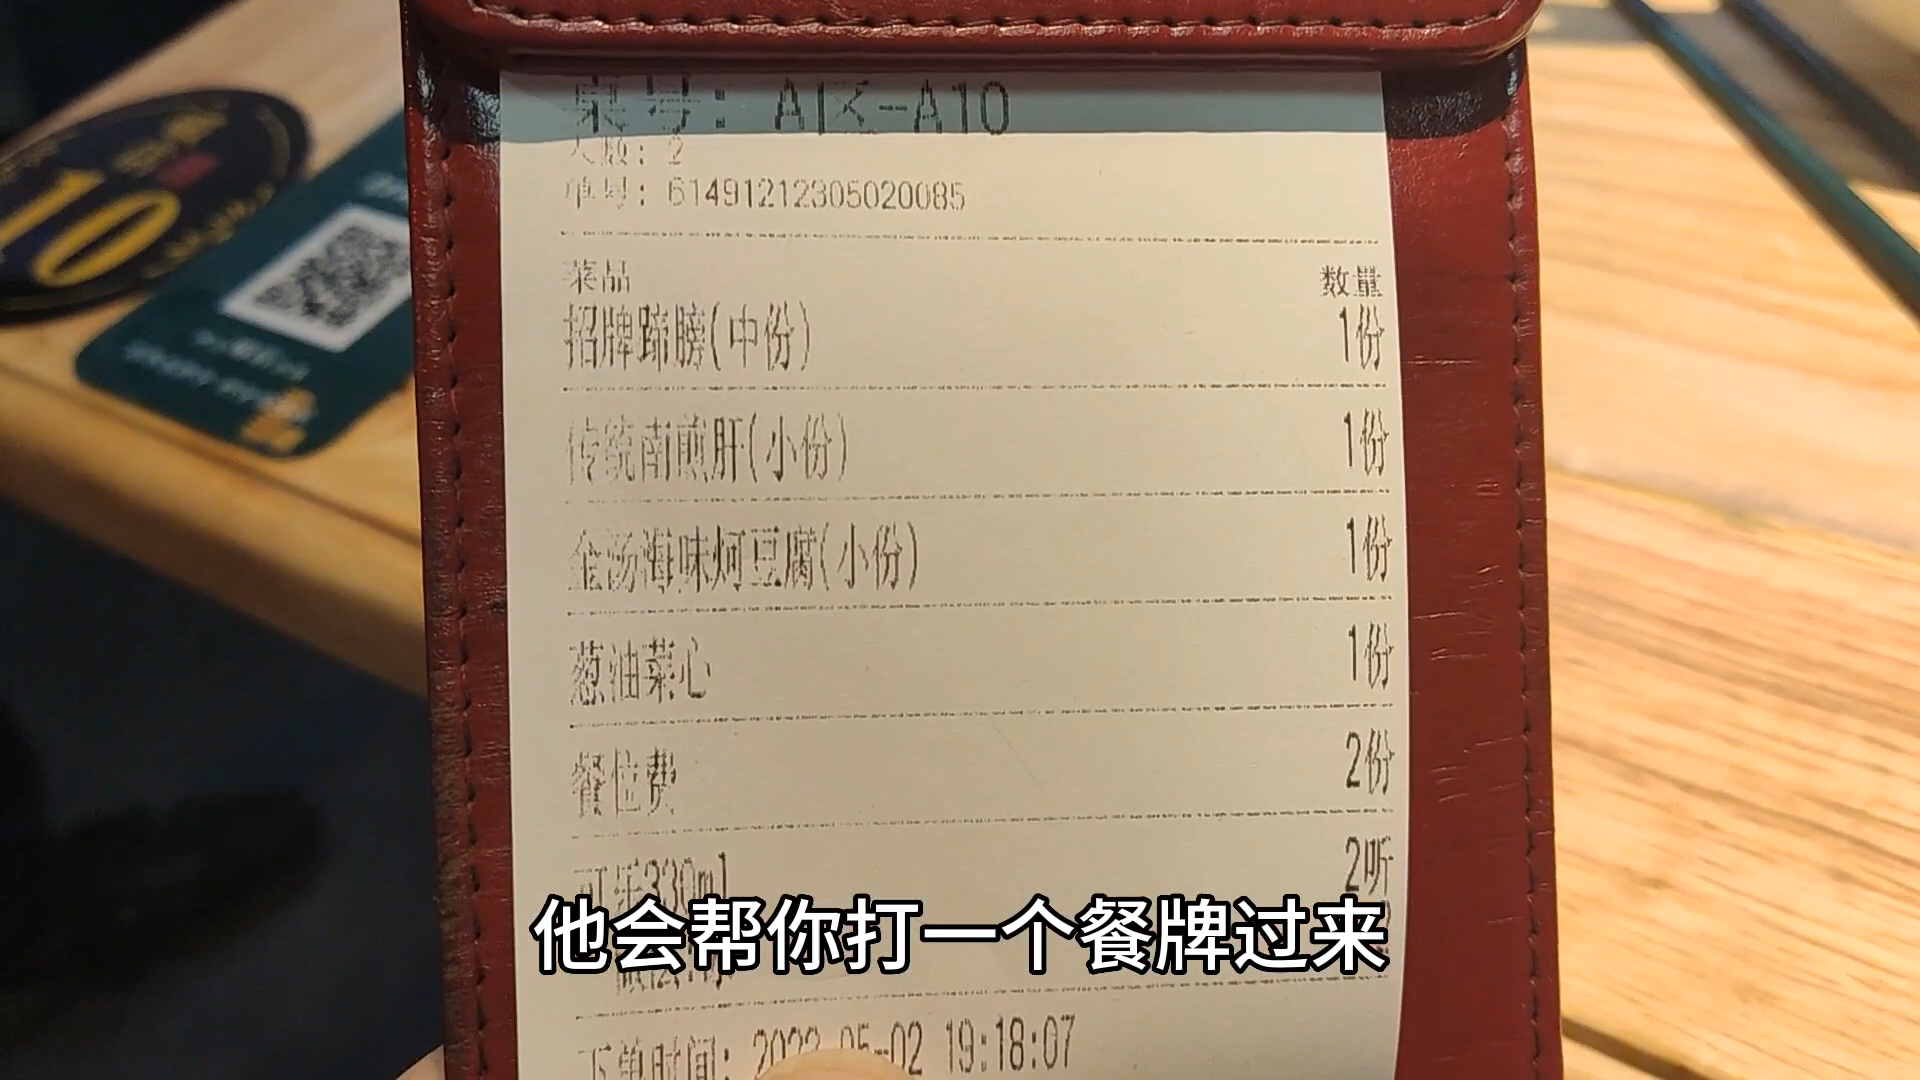 桌号: A区-A10
人数: 2
单号: 61491212305020085
菜品 数量
招牌蹄膀(中份) 1份
传统南煎肝(小份) 1份
金汤海味炣豆腐(小份) 1份
葱油菜心 1份
餐位费 2份
可乐330ml 2听
他会帮你打一个餐牌过来
下单时间: 2023-05-02 19:18:07
10